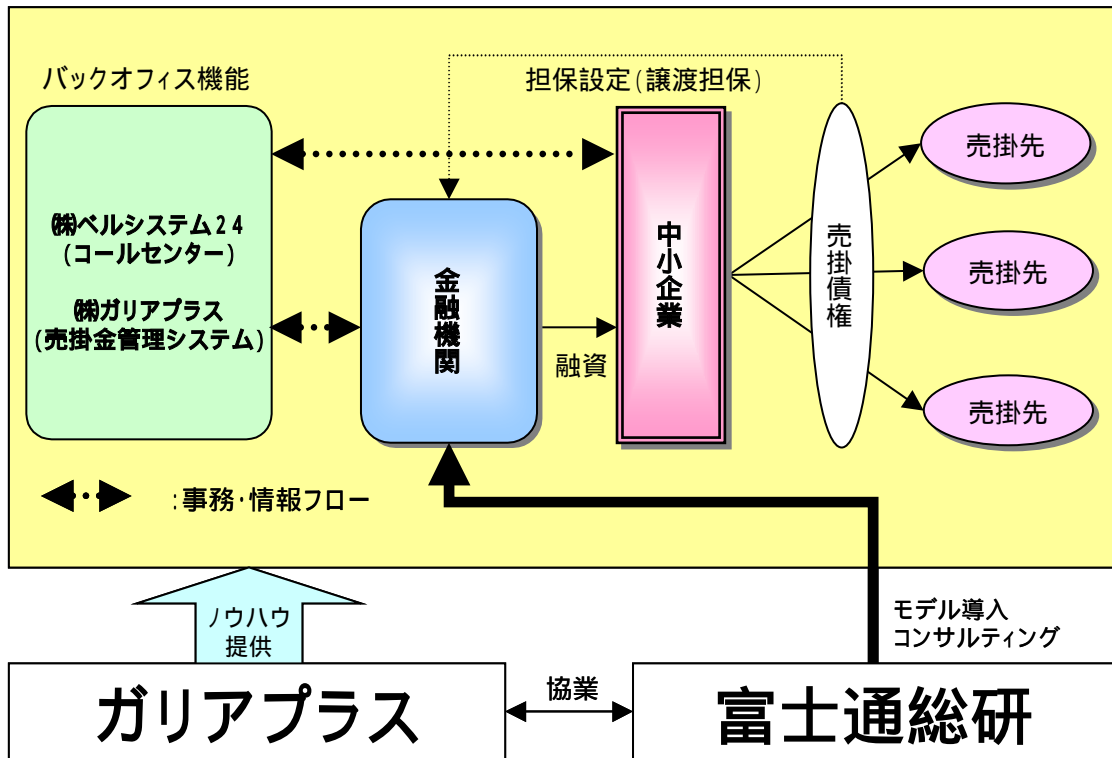 バックオフィス機能
担保設定(譲渡担保)
㈱ベルシステム24
(コールセンター)
㈱ガリアプラス
(売掛金管理システム)
金融機関
融資
中小企業
売掛債権
売掛先
売掛先
売掛先
:事務・情報フロー
ノウハウ
提供
モデル導入
コンサルティング
ガリアプラス
協業
富士通総研